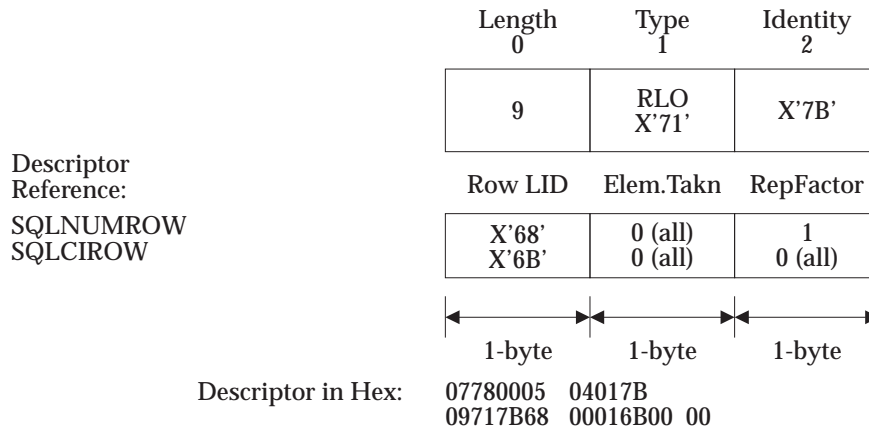 Length Type Identity
0 1 2
9 RLO X'7B'
X'71'
Descriptor
Reference:
Row LID Elem.Takn RepFactor
SQLNUMROW X'68' 0 (all) 1
SQLCIROW X'6B' 0 (all) 0 (all)
1-byte 1-byte 1-byte
Descriptor in Hex: 07780005 04017B
09717B68 00016B00 00